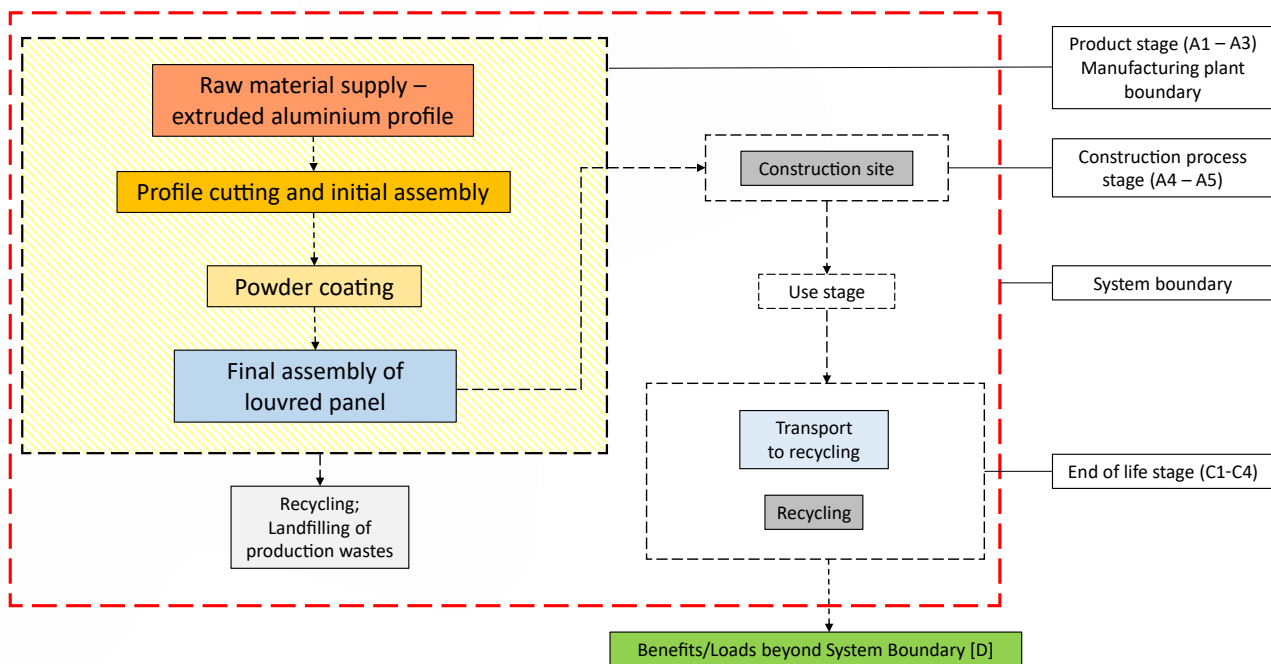 Raw material supply –
extruded aluminium profile
Profile cutting and initial assembly
Powder coating
Final assembly of
louvred panel
Recycling;
Landfilling of
production wastes
Construction site
Use stage
Transport
to recycling
Recycling
Benefits/Loads beyond System Boundary [D]
Product stage (A1 – A3)
Manufacturing plant
boundary
Construction process
stage (A4 – A5)
System boundary
End of life stage (C1-C4)